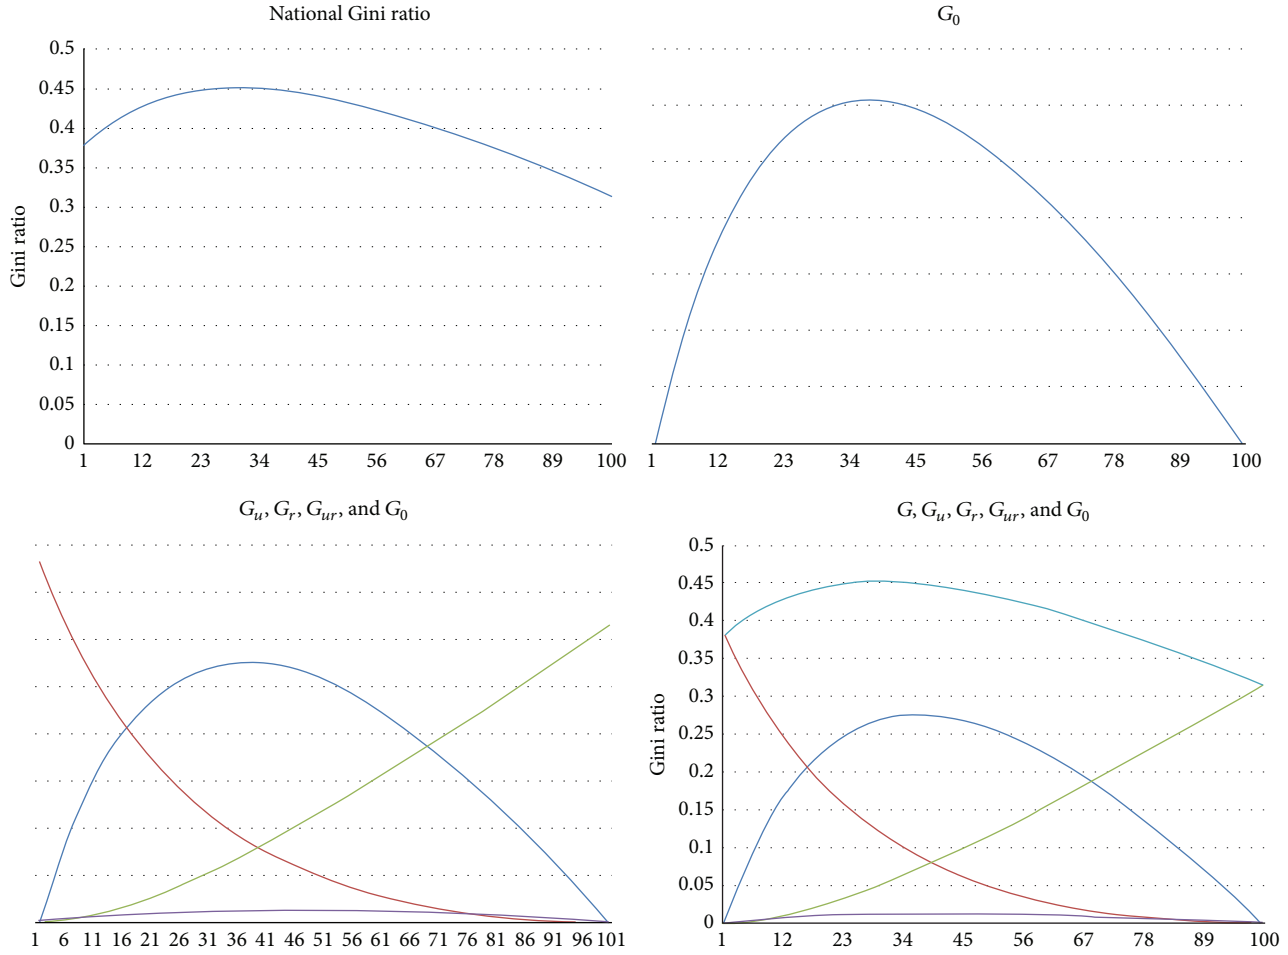 National Gini ratio
Gini ratio
0.5
0.45
0.4
0.35
0.3
0.25
0.2
0.15
0.1
0.05
0
1 12 23 34 45 56 67 78 89 100
G0
1 12 23 34 45 56 67 78 89 100
Gu, Gr, Gur, and G0
1 6 11 16 21 26 31 36 41 46 51 56 61 66 71 76 81 86 91 96 101
G, Gu, Gr, Gur, and G0
Gini ratio
0.5
0.45
0.4
0.35
0.3
0.25
0.2
0.15
0.1
0.05
0
1 12 23 34 45 56 67 78 89 100